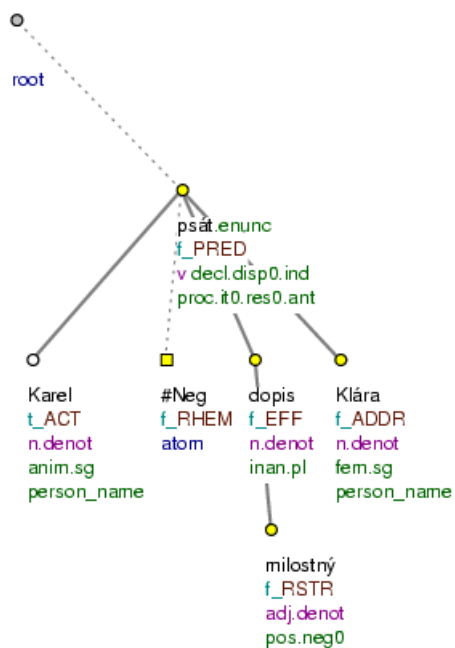 root
psát.enunc
f_PRED
v decl.disp0.ind
proc.it0.res0.ant
Karel
t_ACT
n.denot
anim.sg
person_name
#Neg
f_RHEM
atom
dopis
f_EFF
n.denot
inan.pl
Klára
f_ADDR
n.denot
fem.sg
person_name
milostný
f_RSTR
adj.denot
pos.neg0